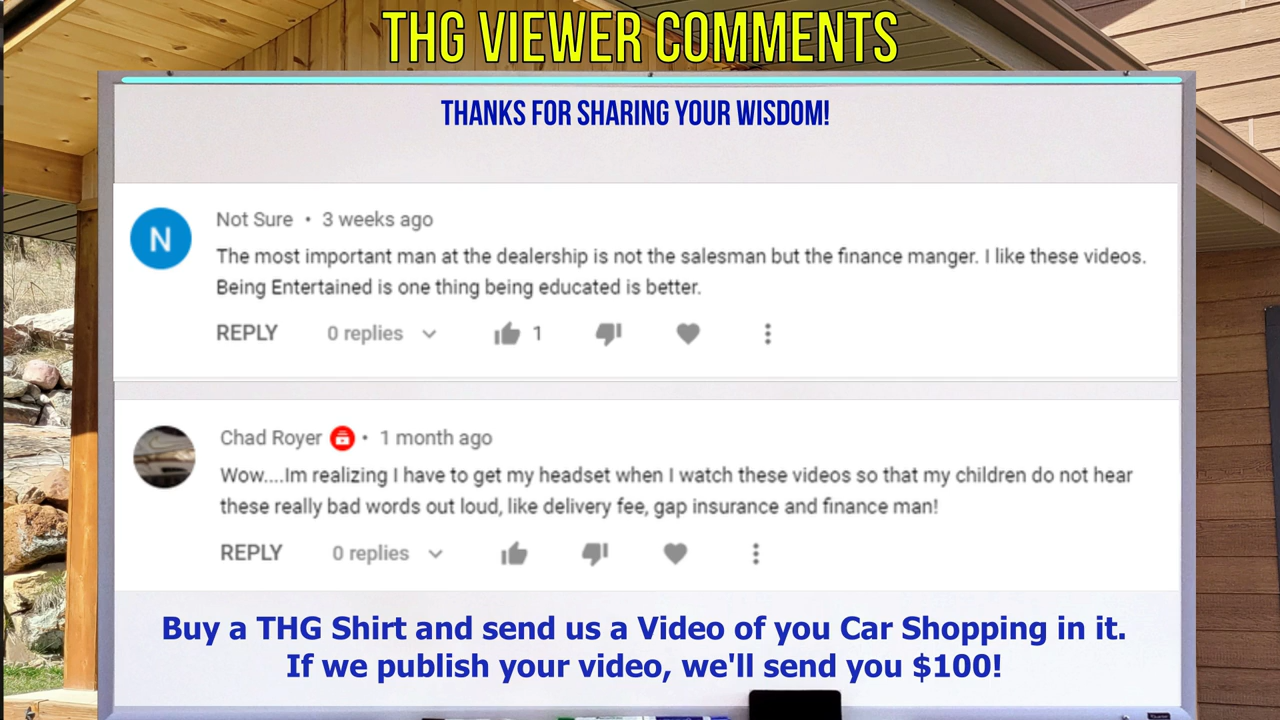 THG VIEWER COMMENTS
THANKS FOR SHARING YOUR WISDOM!
N
Not Sure • 3 weeks ago
The most important man at the dealership is not the salesman but the finance manger. I like these videos.
Being Entertained is one thing being educated is better.
REPLY 0 replies 1
Chad Royer • 1 month ago
Wow....Im realizing I have to get my headset when I watch these videos so that my children do not hear
these really bad words out loud, like delivery fee, gap insurance and finance man!
REPLY 0 replies
Buy a THG Shirt and send us a Video of you Car Shopping in it.
If we publish your video, we'll send you $100!